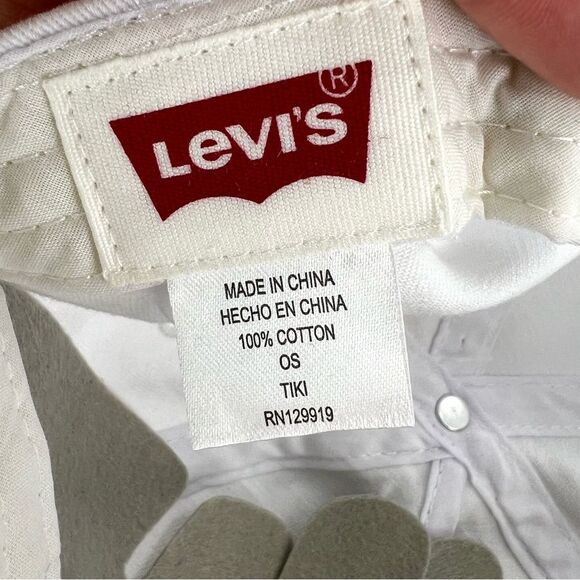 Levi's®
MADE IN CHINA
HECHO EN CHINA
100% COTTON
OS
TIKI
RN129919